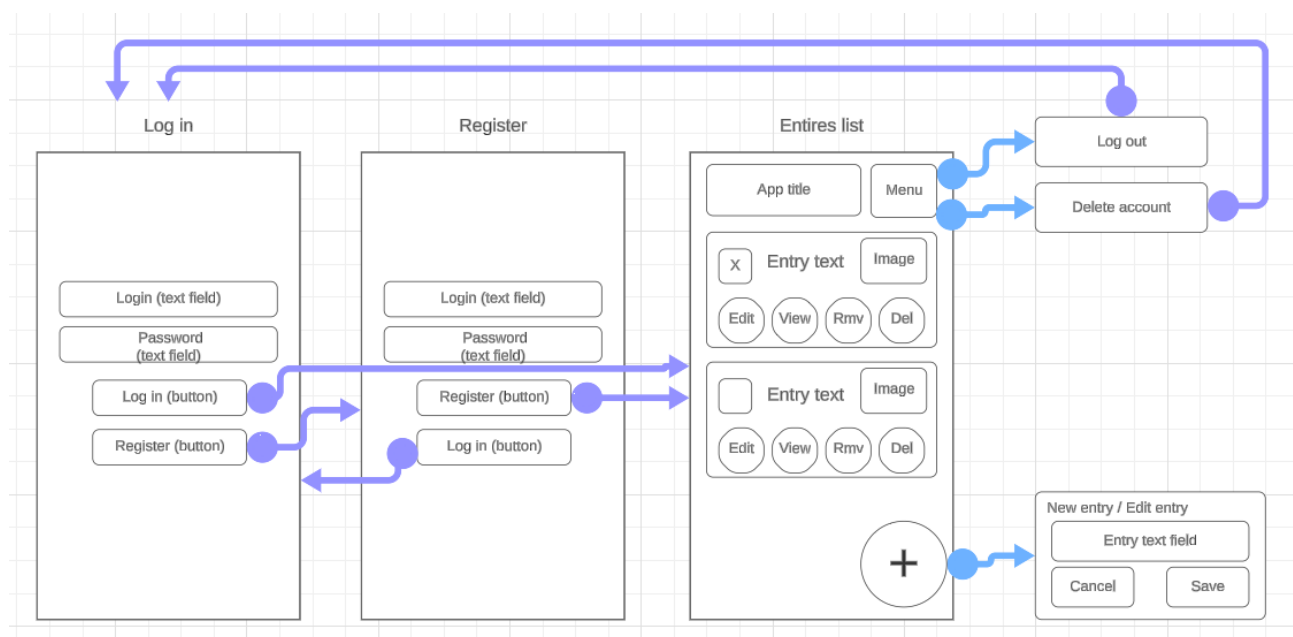 Log in
Register
Entires list
Log out
Delete account
App title
Menu
X
Entry text
Image
Edit
View
Rmv
Del
Login (text field)
Password
(text field)
Log in (button)
Register (button)
Login (text field)
Password
(text field)
Register (button)
Log in (button)
Entry text
Image
Edit
View
Rmv
Del
+
New entry / Edit entry
Entry text field
Cancel
Save